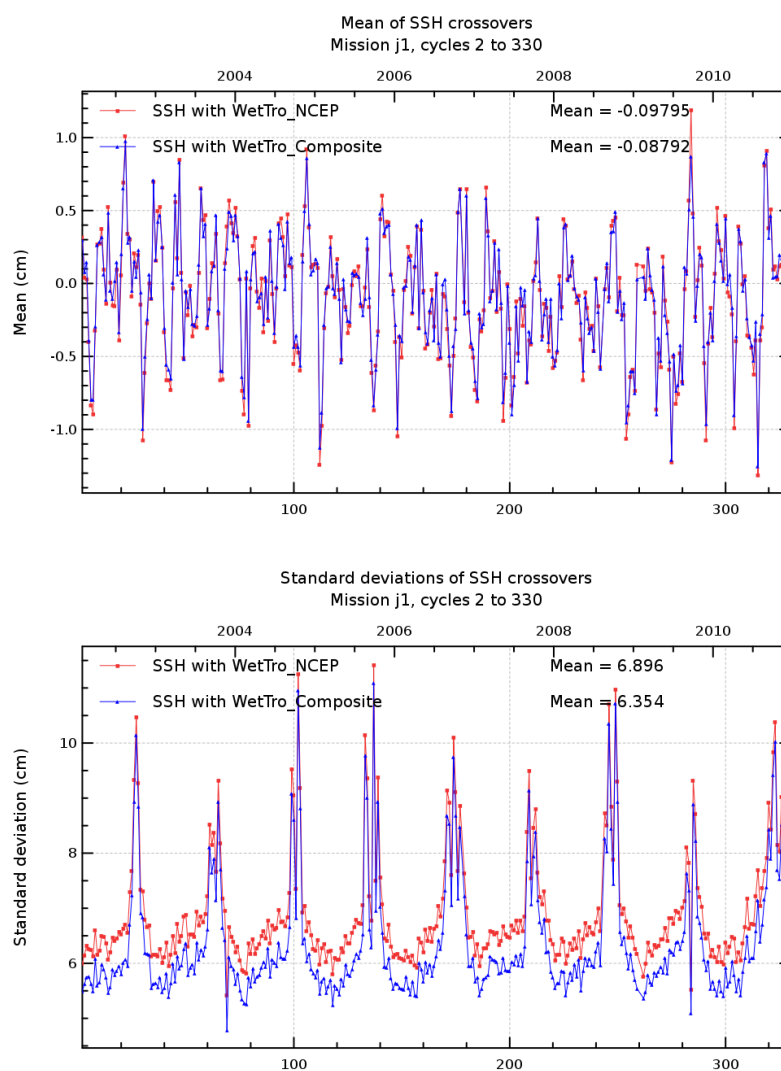 Mean of SSH crossovers
Mission j1, cycles 2 to 330
2004 2006 2008 2010
SSH with WetTro_NCEP Mean = -0.09795
SSH with WetTro_Composite Mean = -0.08792
1.0
0.5
0.0
-0.5
-1.0
Mean (cm)
100 200 300
Standard deviations of SSH crossovers
Mission j1, cycles 2 to 330
2004 2006 2008 2010
SSH with WetTro_NCEP Mean = 6.896
SSH with WetTro_Composite Mean = 6.354
10
8
6
Standard deviation (cm)
100 200 300